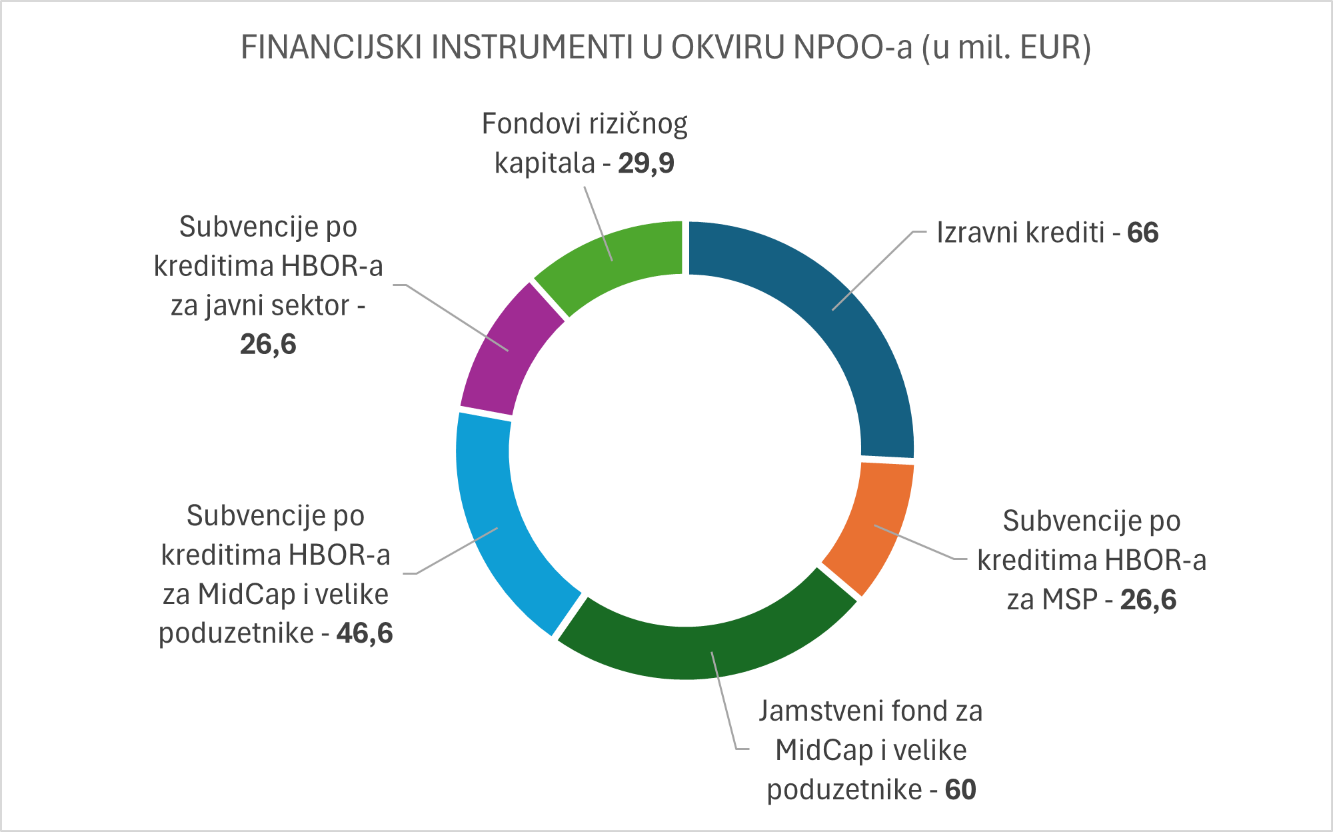 FINANCIJSKI INSTRUMENTI U OKVIRU NPOO-a (u mil. EUR)
Fondovi rizičnog
kapitala - 29,9
Izravni krediti - 66
Subvencije po
kreditima HBOR-a
za javni sektor -
26,6
Subvencije po
kreditima HBOR-a
za MidCap i velike
poduzetnike - 46,6
Subvencije po
kreditima HBOR-a
za MSP - 26,6
Jamstveni fond za
MidCap i velike
poduzetnike - 60